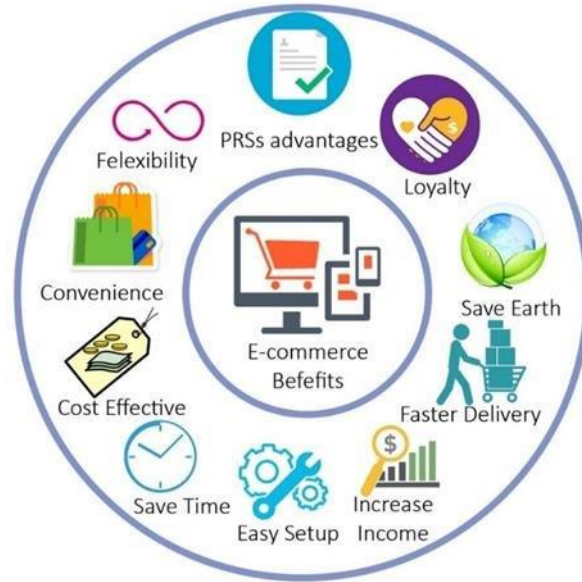 PRSs advantages
Loyalty
Save Earth
Faster Delivery
Increase
Income
Easy Setup
Save Time
Cost Effective
Convenience
Felexibility
E-commerce
Befefits
$
$